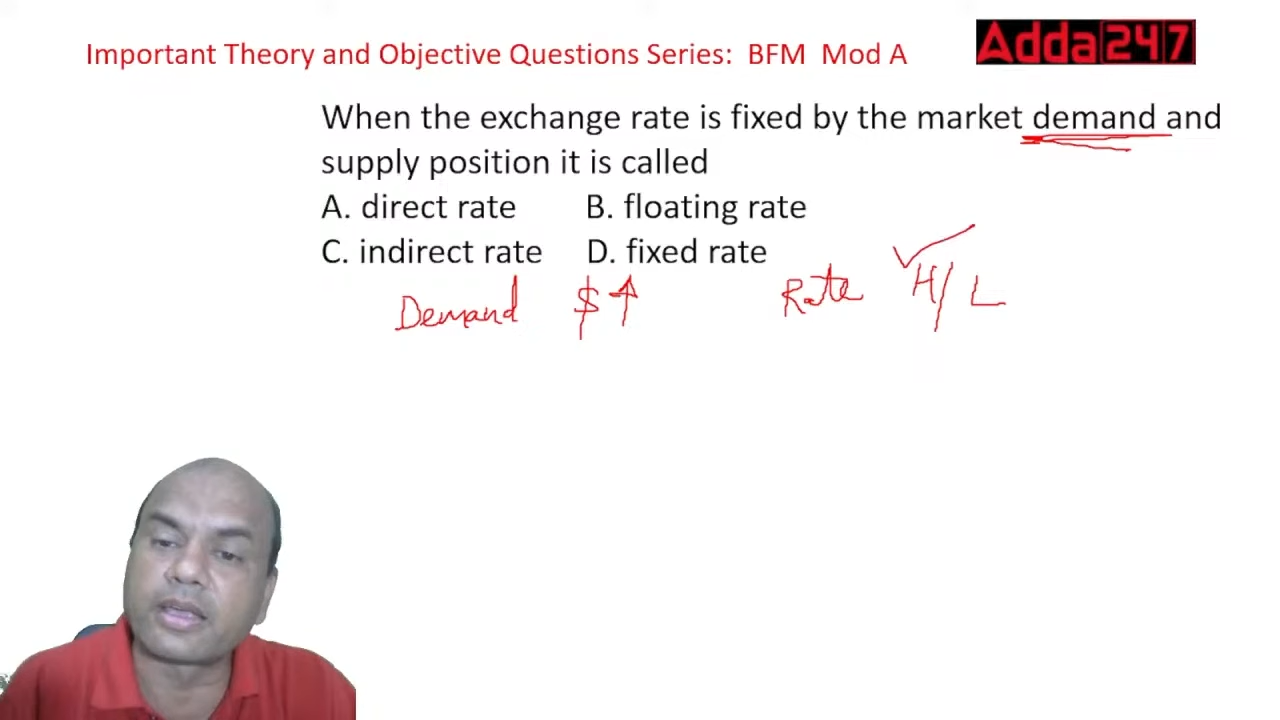 Important Theory and Objective Questions Series: BFM Mod A
Adda247
When the exchange rate is fixed by the market demand and
supply position it is called
A. direct rate B. floating rate
C. indirect rate D. fixed rate
Demand $ ↑ Rate H/L